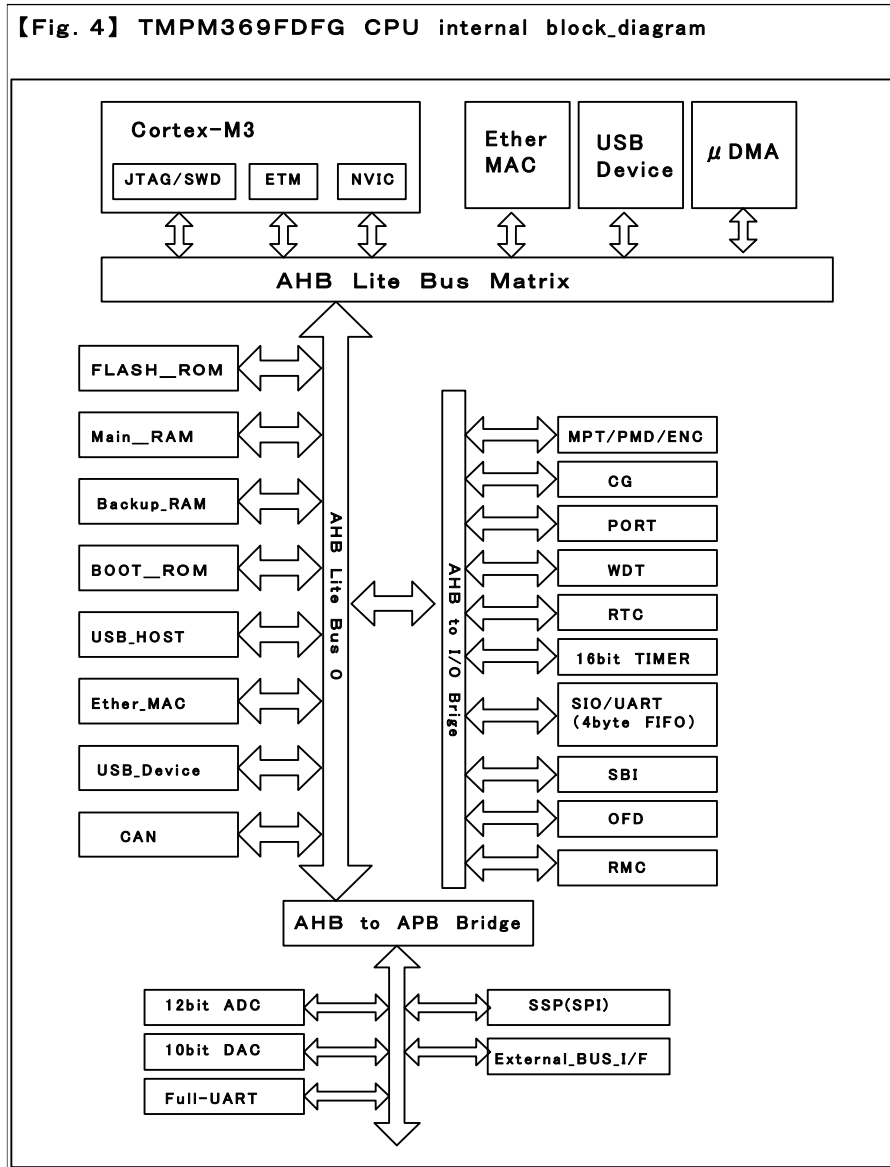 【Fig. 4】 TMPM369FDFG CPU internal block_diagram
Cortex-M3
JTAG/SWD
ETM
NVIC
Ether
MAC
USB
Device
μDMA
AHB Lite Bus Matrix
FLASH__ROM
Main__RAM
Backup_RAM
BOOT__ROM
USB_HOST
Ether_MAC
USB_Device
CAN
AHB Lite Bus 0
AHB to I/O Brige
MPT/PMD/ENC
CG
PORT
WDT
RTC
16bit TIMER
SIO/UART
(4byte FIFO)
SBI
OFD
RMC
AHB to APB Bridge
12bit ADC
10bit DAC
Full-UART
SSP(SPI)
External_BUS_I/F